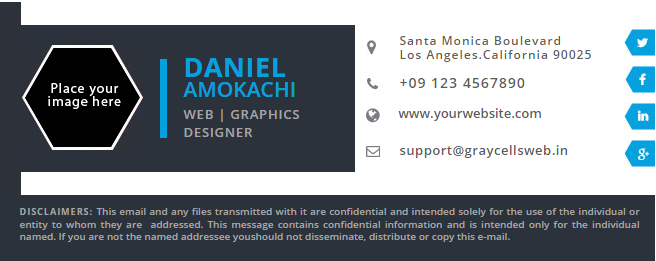 Place your
image here
DANIEL
AMOKACHI
WEB | GRAPHICS
DESIGNER
Santa Monica Boulevard
Los Angeles.California 90025
+09 123 4567890
www.yourwebsite.com
support@graycellsweb.in
f
in
g+
DISCLAIMERS: This email and any files transmitted with it are confidential and intended solely for the use of the individual or
entity to whom they are addressed. This message contains confidential information and is intended only for the individual
named. If you are not the named addressee youshould not disseminate, distribute or copy this e-mail.